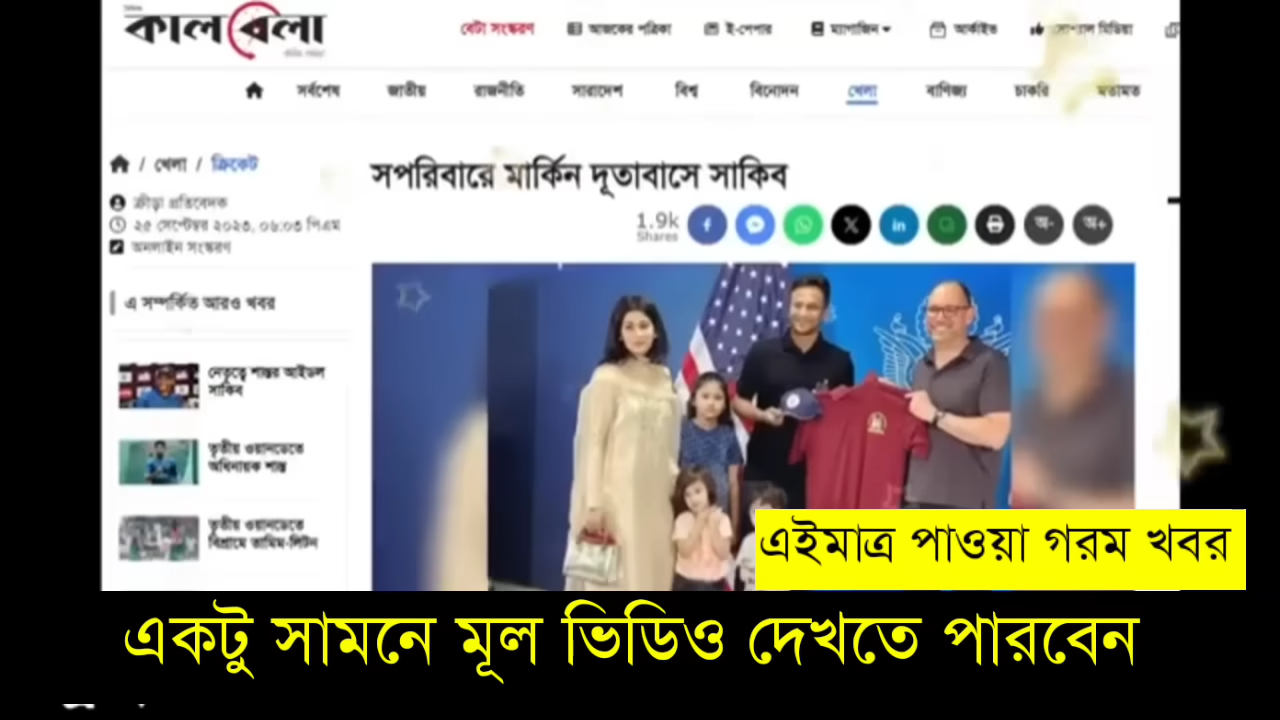 কালবেলা
বেটা সংস্করণ আজকের পত্রিকা ই-পেপার ম্যাগাজিন আর্কাইভ সোশ্যাল মিডিয়া
সর্বশেষ জাতীয় রাজনীতি সারাদেশ বিশ্ব বিনোদন খেলা বাণিজ্য চাকরি মতামত
/ খেলা / ক্রিকেট
ক্রীড়া প্রতিবেদক
২৫ সেপ্টেম্বর ২০২৩, ০৬:০৩ পিএম
অনলাইন সংস্করণ
এ সম্পর্কিত আরও খবর
নেতৃত্বে শান্তর আইডল
সাকিব
তৃতীয় ওয়ানডেতে
অধিনায়ক শান্ত
তৃতীয় ওয়ানডেতে
বিশ্রামে তামিম-লিটন
সপরিবারে মার্কিন দূতাবাসে সাকিব
1.9k
Shares
অ- অ+
এইমাত্র পাওয়া গরম খবর
একটু সামনে মূল ভিডিও দেখতে পারবেন